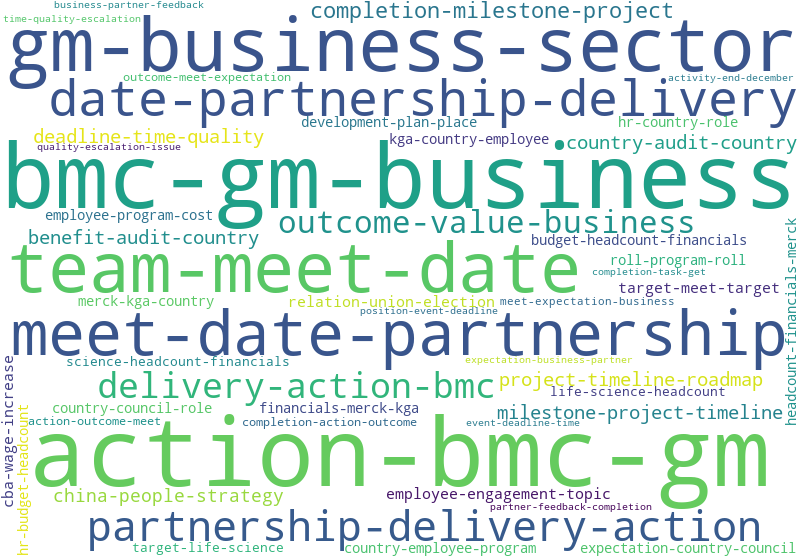 business-partner-feedback
completion-milestone-project
time-quality-escalation
gm-business-sector
outcome-meet-expectation
activity-end-december
date-partnership-delivery
development-plan-place
hr-country-role
deadline-time-quality
kga-country-employee
country-audit-country
quality-escalation-issue
bmc-gm-business
employee-program-cost
outcome-value-business
benefit-audit-country
budget-headcount-financials
team-meet-date
roll-program-roll
completion-task-get
target-meet-target
merck-kga-country
relation-union-election
meet-expectation-business
position-event-deadline
headcount-financials-merck
meet-date-partnership
science-headcount-financials
expectation-business-partner
delivery-action-bmc
project-timeline-roadmap
life-science-headcount
cba-wage-increase
country-council-role
financials-merck-kga
milestone-project-timeline
action-outcome-meet
completion-action-outcome
event-deadline-time
hr-budget-headcount
action-bmc-gm
china-people-strategy
employee-engagement-topic
partner-feedback-completion
partnership-delivery-action
target-life-science
country-employee-program
expectation-country-council